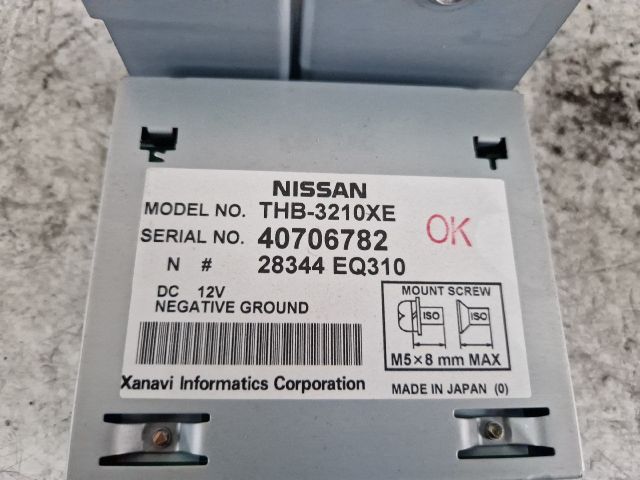 NISSAN
MODEL NO. THB-3210XE
SERIAL NO. 40706782
OK
N # 28344 EQ310
DC 12V
NEGATIVE GROUND
MOUNT SCREW
ISO ISO
M5×8 mm MAX
Xanavi Informatics Corporation
MADE IN JAPAN (0)